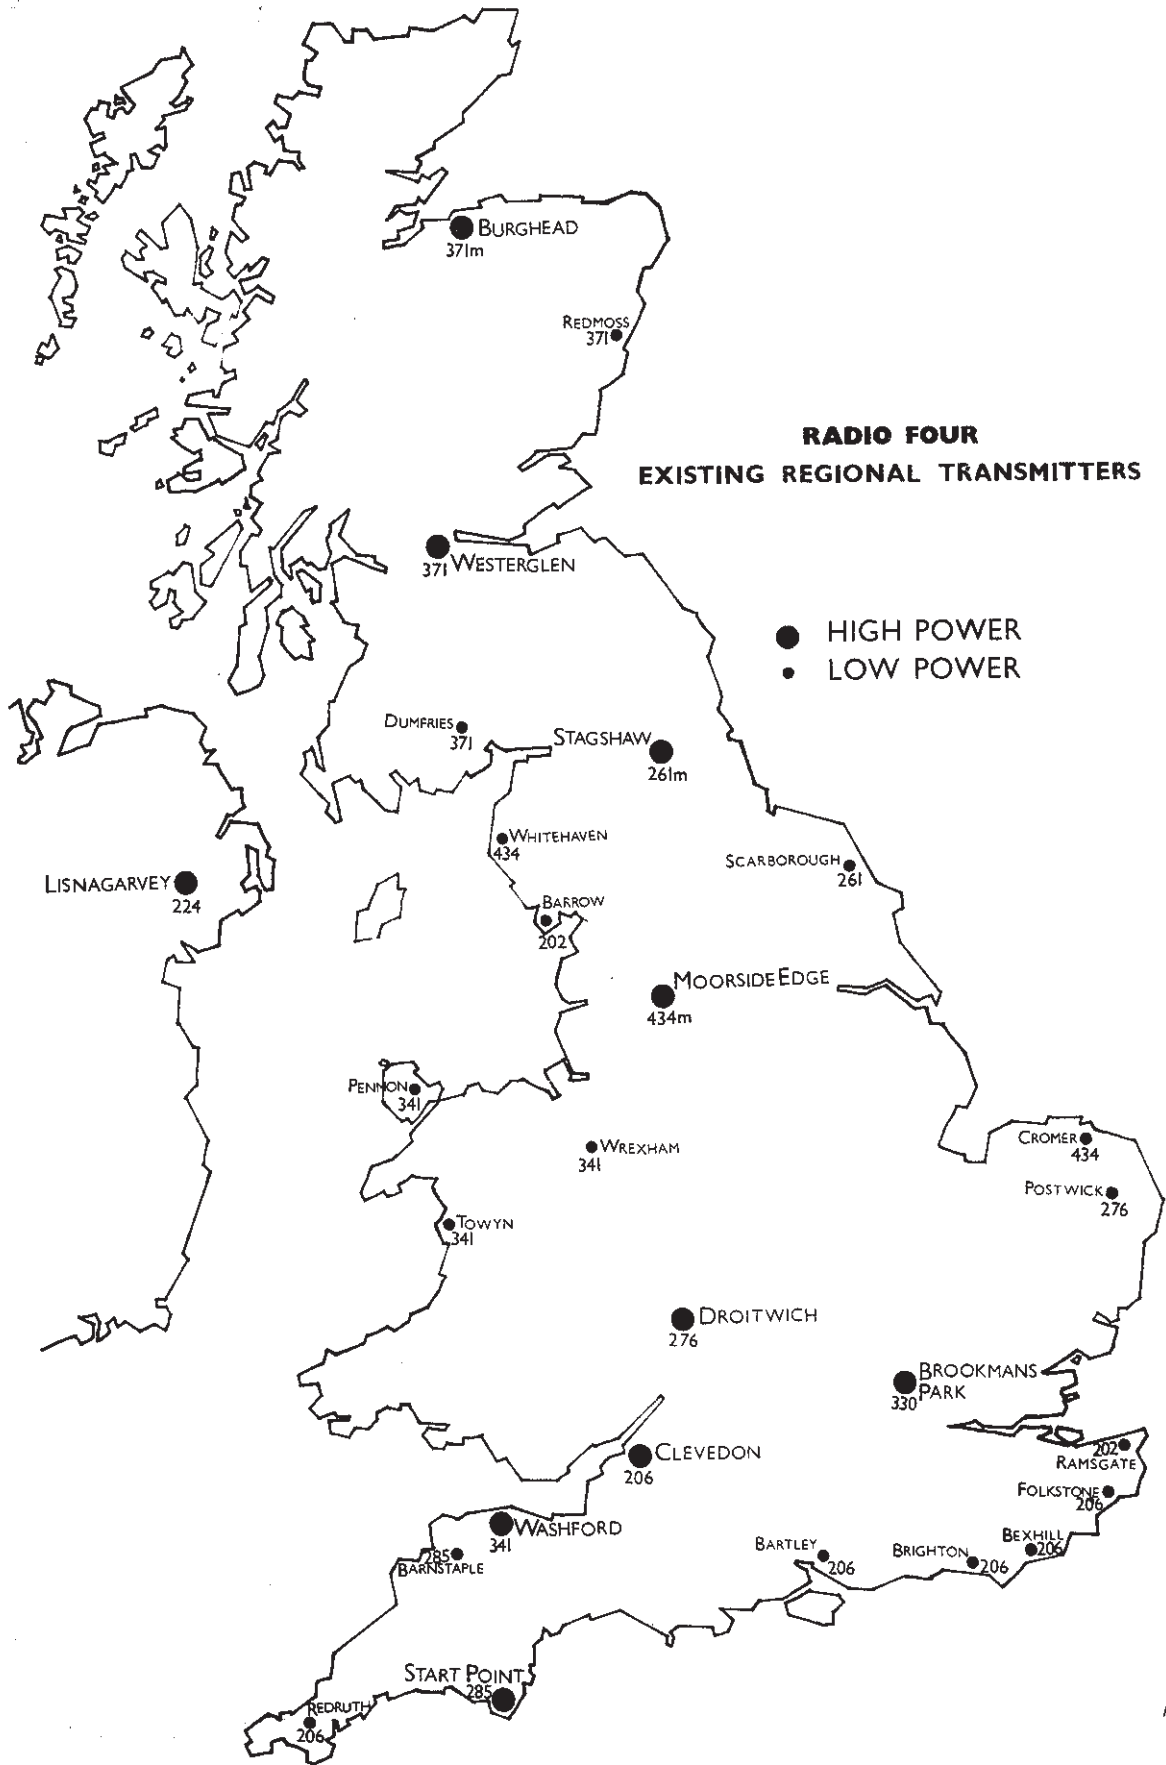 BURGHEAD
371m
REDMOSS
371
RADIO FOUR
EXISTING REGIONAL TRANSMITTERS
371 WESTERGLEN
HIGH POWER
LOW POWER
DUMFRIES
371
STAGSHAW
261m
WHITEHAVEN
434
SCARBOROUGH
261
LISNAGARVEY
224
BARROW
202
MOORSIDE EDGE
434m
PENNON
341
WREXHAM
341
CROMER
434
POSTWICK
276
TOWYN
341
DROITWICH
276
BROOKMANS
PARK
330
CLEVEDON
206
202
RAMSGATE
FOLKSTONE
206
WASHFORD
341
285
BARNSTAPLE
BARTLEY
206
BRIGHTON
206
BEXHILL
206
START POINT
285
REDRUTH
206